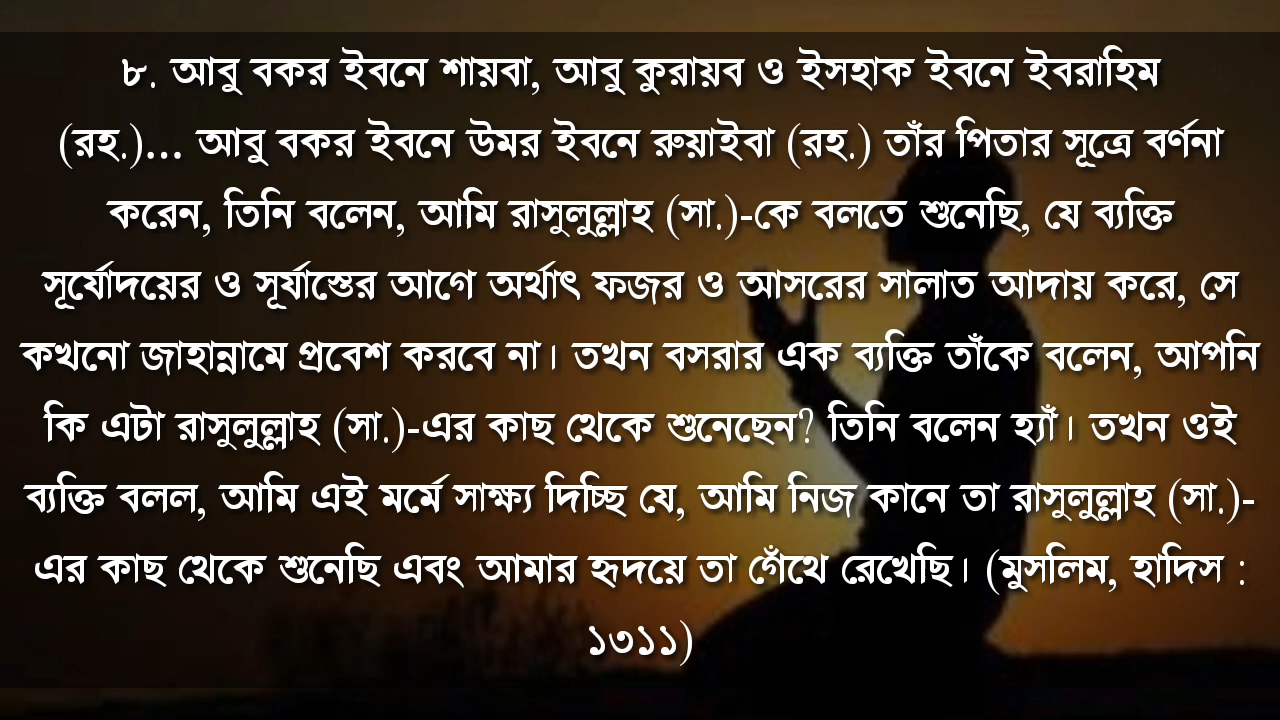 ৮. আবু বকর ইবনে শায়বা, আবু কুরায়ব ও ইসহাক ইবনে ইবরাহিম
(রহ.)... আবু বকর ইবনে উমর ইবনে রুয়াইবা (রহ.) তাঁর পিতার সূত্রে বর্ণনা
করেন, তিনি বলেন, আমি রাসুলুল্লাহ (সা.)-কে বলতে শুনেছি, যে ব্যক্তি
সূর্যোদয়ের ও সূর্যাস্তের আগে অর্থাৎ ফজর ও আসরের সালাত আদায় করে, সে
কখনো জাহান্নামে প্রবেশ করবে না। তখন বসরার এক ব্যক্তি তাঁকে বলেন, আপনি
কি এটা রাসুলুল্লাহ (সা.)-এর কাছ থেকে শুনেছেন? তিনি বলেন হ্যাঁ। তখন ওই
ব্যক্তি বলল, আমি এই মর্মে সাক্ষ্য দিচ্ছি যে, আমি নিজ কানে তা রাসুলুল্লাহ (সা.)-
এর কাছ থেকে শুনেছি এবং আমার হৃদয়ে তা গেঁথে রেখেছি। (মুসলিম, হাদিস :
১৩১১)